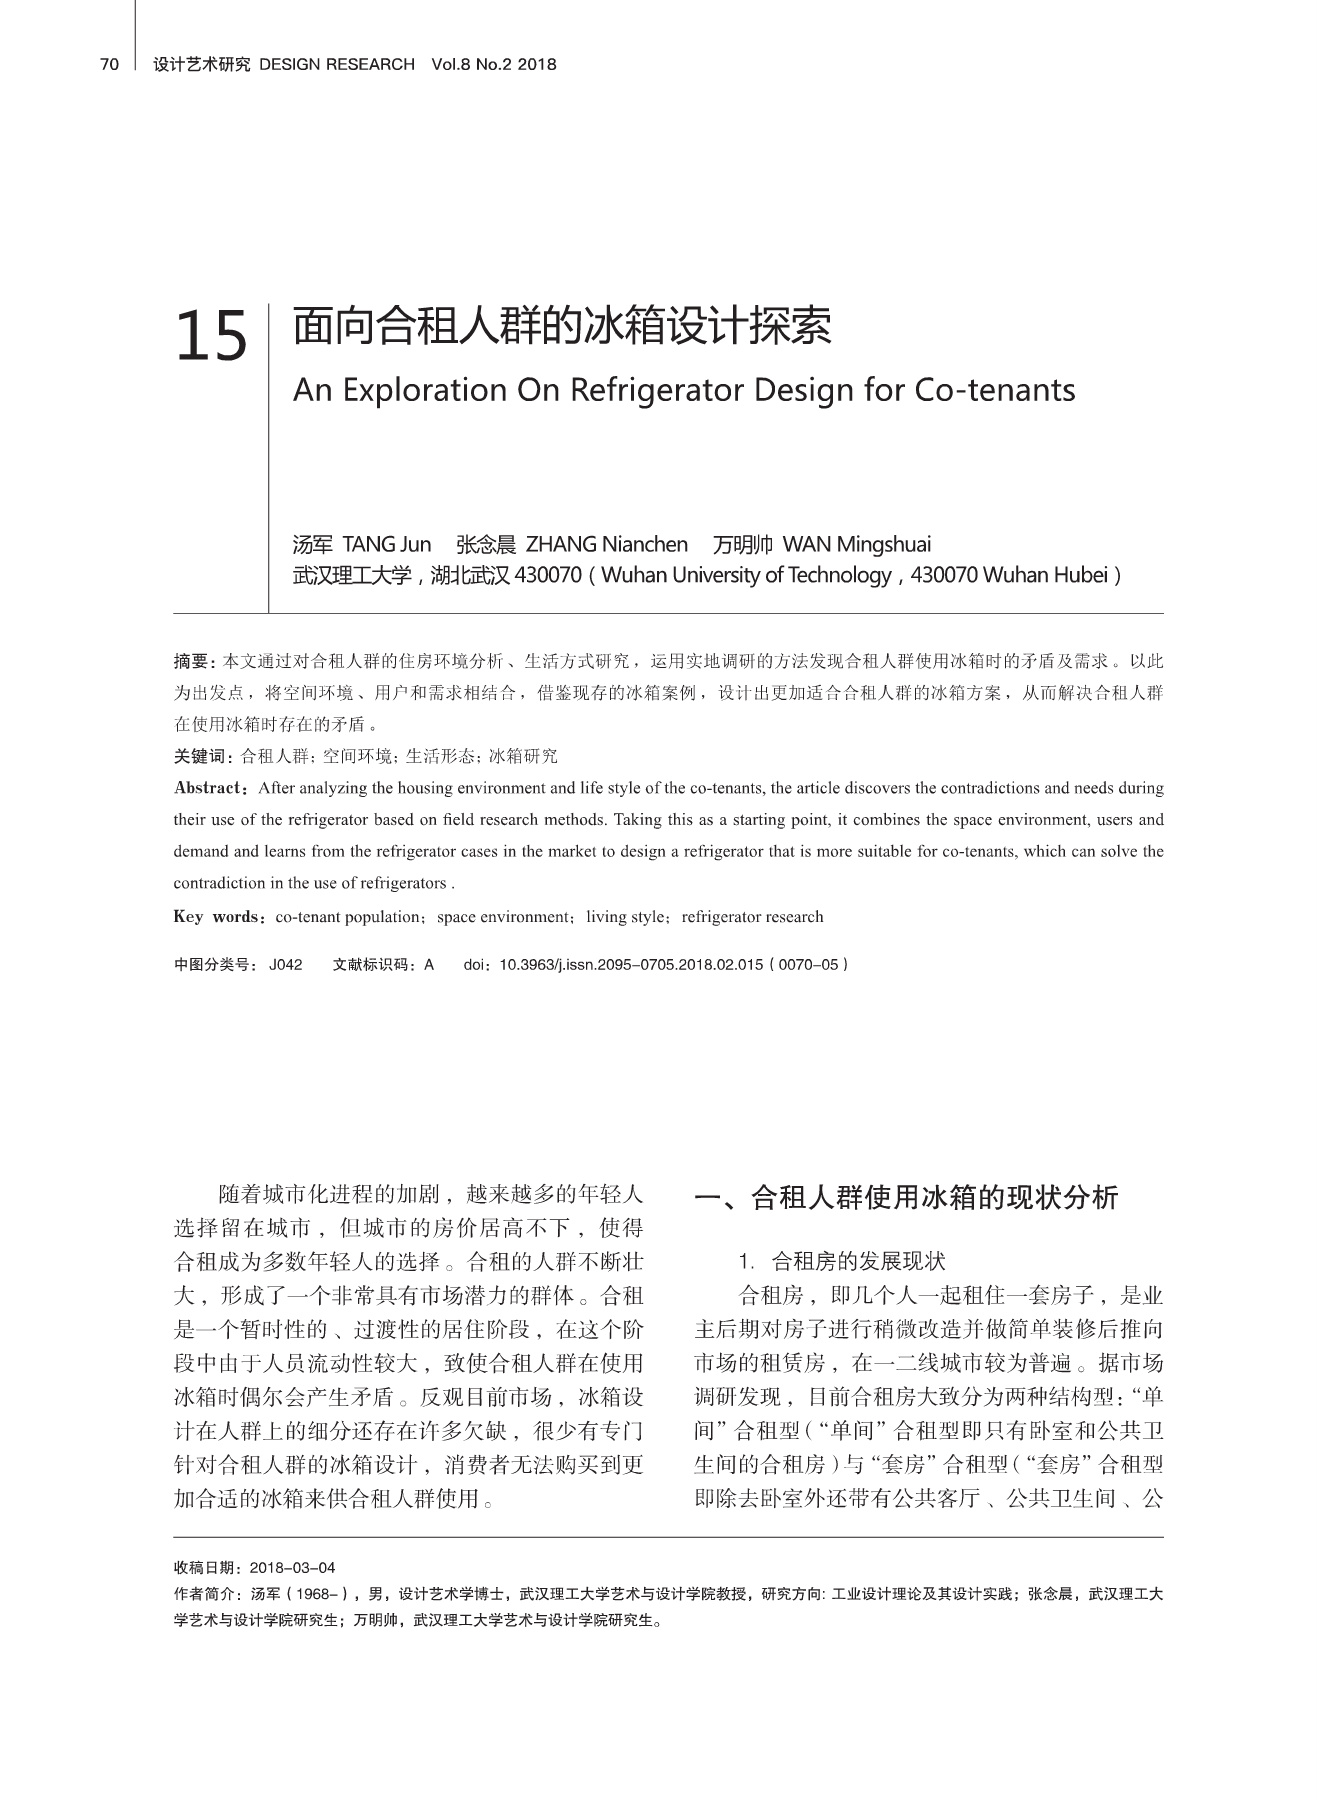 70 设计艺术研究 DESIGN RESEARCH Vol.8 No.2 2018
15
面向合租人群的冰箱设计探索
An Exploration On Refrigerator Design for Co-tenants
汤军 TANG Jun 张念晨 ZHANG Nianchen 万明帅 WAN Mingshuai
武汉理工大学，湖北武汉 430070（Wuhan University of Technology，430070 Wuhan Hubei）
摘要：本文通过对合租人群的住房环境分析、生活方式研究，运用实地调研的方法发现合租人群使用冰箱时的矛盾及需求。以此
为出发点，将空间环境、用户和需求相结合，借鉴现存的冰箱案例，设计出更加适合合租人群的冰箱方案，从而解决合租人群
在使用冰箱时存在的矛盾。
关键词：合租人群；空间环境；生活形态；冰箱研究
Abstract：After analyzing the housing environment and life style of the co-tenants, the article discovers the contradictions and needs during
their use of the refrigerator based on field research methods. Taking this as a starting point, it combines the space environment, users and
demand and learns from the refrigerator cases in the market to design a refrigerator that is more suitable for co-tenants, which can solve the
contradiction in the use of refrigerators .
Key words：co-tenant population；space environment；living style；refrigerator research
中图分类号： J042 文献标识码：A doi：10.3963/j.issn.2095-0705.2018.02.015（0070-05）
随着城市化进程的加剧，越来越多的年轻人
选择留在城市，但城市的房价居高不下，使得
合租成为多数年轻人的选择。合租的人群不断壮
大，形成了一个非常具有市场潜力的群体。合租
是一个暂时性的、过渡性的居住阶段，在这个阶
段中由于人员流动性较大，致使合租人群在使用
冰箱时偶尔会产生矛盾。反观目前市场，冰箱设
计在人群上的细分还存在许多欠缺，很少有专门
针对合租人群的冰箱设计，消费者无法购买到更
加合适的冰箱来供合租人群使用。
一、合租人群使用冰箱的现状分析
1. 合租房的发展现状
合租房，即几个人一起租住一套房子，是业
主后期对房子进行稍微改造并做简单装修后推向
市场的租赁房，在一二线城市较为普遍。据市场
调研发现，目前合租房大致分为两种结构型：“单
间”合租型（“单间”合租型即只有卧室和公共卫
生间的合租房）与“套房”合租型（“套房”合租型
即除去卧室外还带有公共客厅、公共卫生间、公
收稿日期：2018-03-04
作者简介：汤军（1968-），男，设计艺术学博士，武汉理工大学艺术与设计学院教授，研究方向: 工业设计理论及其设计实践；张念晨，武汉理工大
学艺术与设计学院研究生；万明帅，武汉理工大学艺术与设计学院研究生。